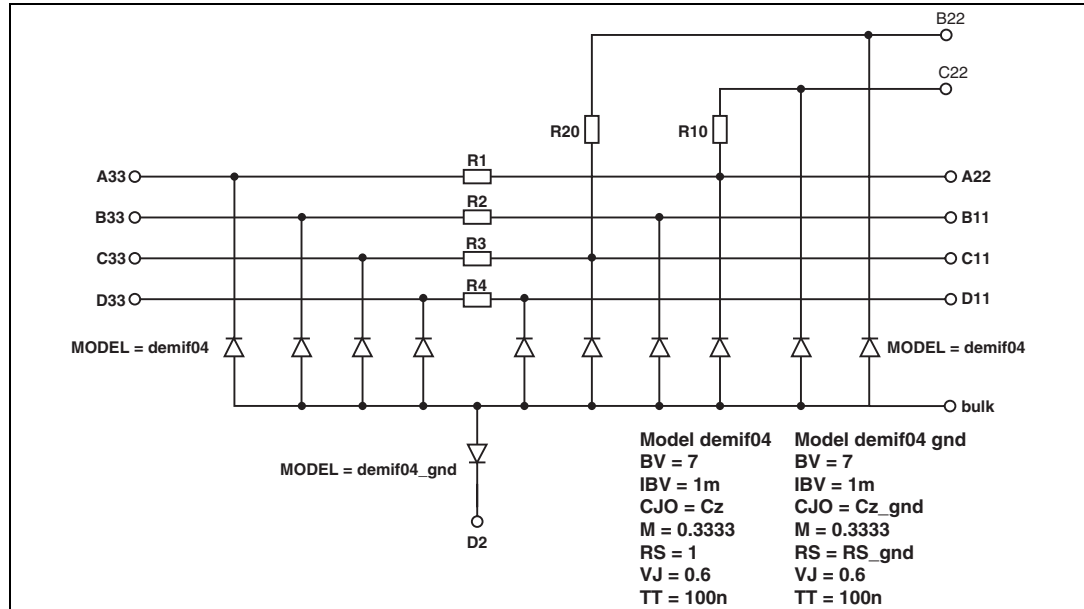 B22
C22
R20
R10
R1
A33
A22
R2
B33
B11
R3
C33
C11
R4
D33
D11
MODEL = demif04
MODEL = demif04
bulk
MODEL = demif04_gnd
D2
Model demif04
BV = 7
IBV = 1m
CJO = Cz
M = 0.3333
RS = 1
VJ = 0.6
TT = 100n
Model demif04 gnd
BV = 7
IBV = 1m
CJO = Cz_gnd
M = 0.3333
RS = RS_gnd
VJ = 0.6
TT = 100n